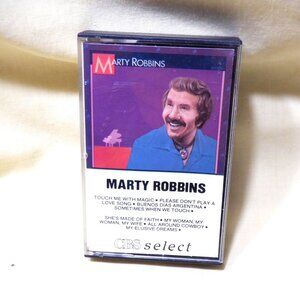 MARTY ROBBINS
MARTY ROBBINS
TOUCH ME WITH MAGIC • PLEASE DON'T PLAY A
LOVE SONG • BUENOS DIAS ARGENTINA •
SOMETIMES WHEN WE TOUCH •
SHE'S MADE OF FAITH • MY WOMAN, MY
WOMAN, MY WIFE • ALL AROUND COWBOY •
MY ELUSIVE DREAMS •
CBS select